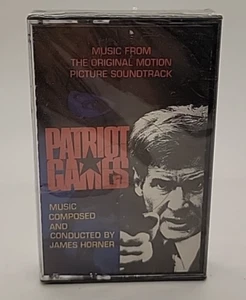 MUSIC FROM
THE ORIGINAL MOTION
PICTURE SOUNDTRACK
PATRIOT
GAMES
MUSIC
COMPOSED
AND
CONDUCTED BY
JAMES HORNER